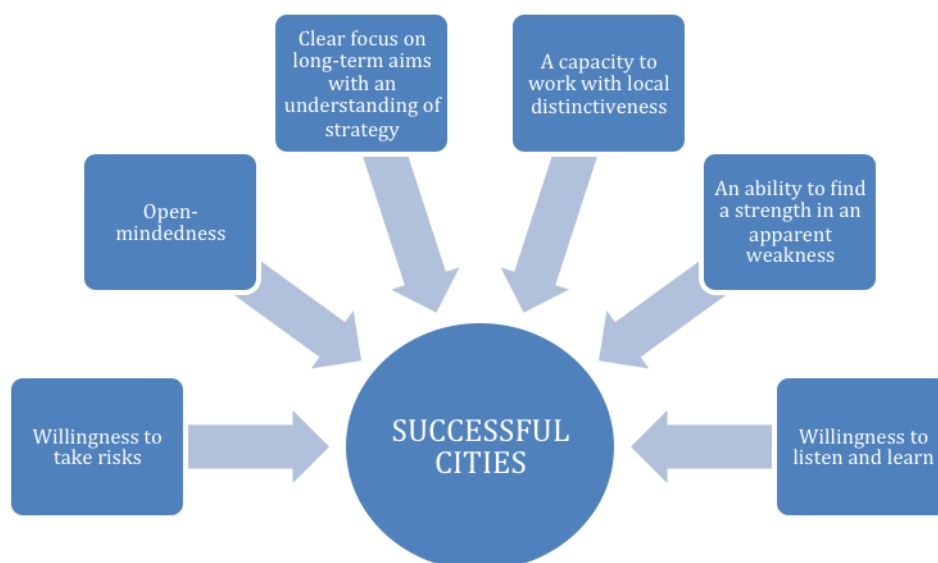 Clear focus on
long-term aims
with an
understanding of
strategy
A capacity to
work with local
distinctiveness
Open-
mindedness
An ability to find
a strength in an
apparent
weakness
Willingness to
take risks
SUCCESSFUL
CITIES
Willingness to
listen and learn